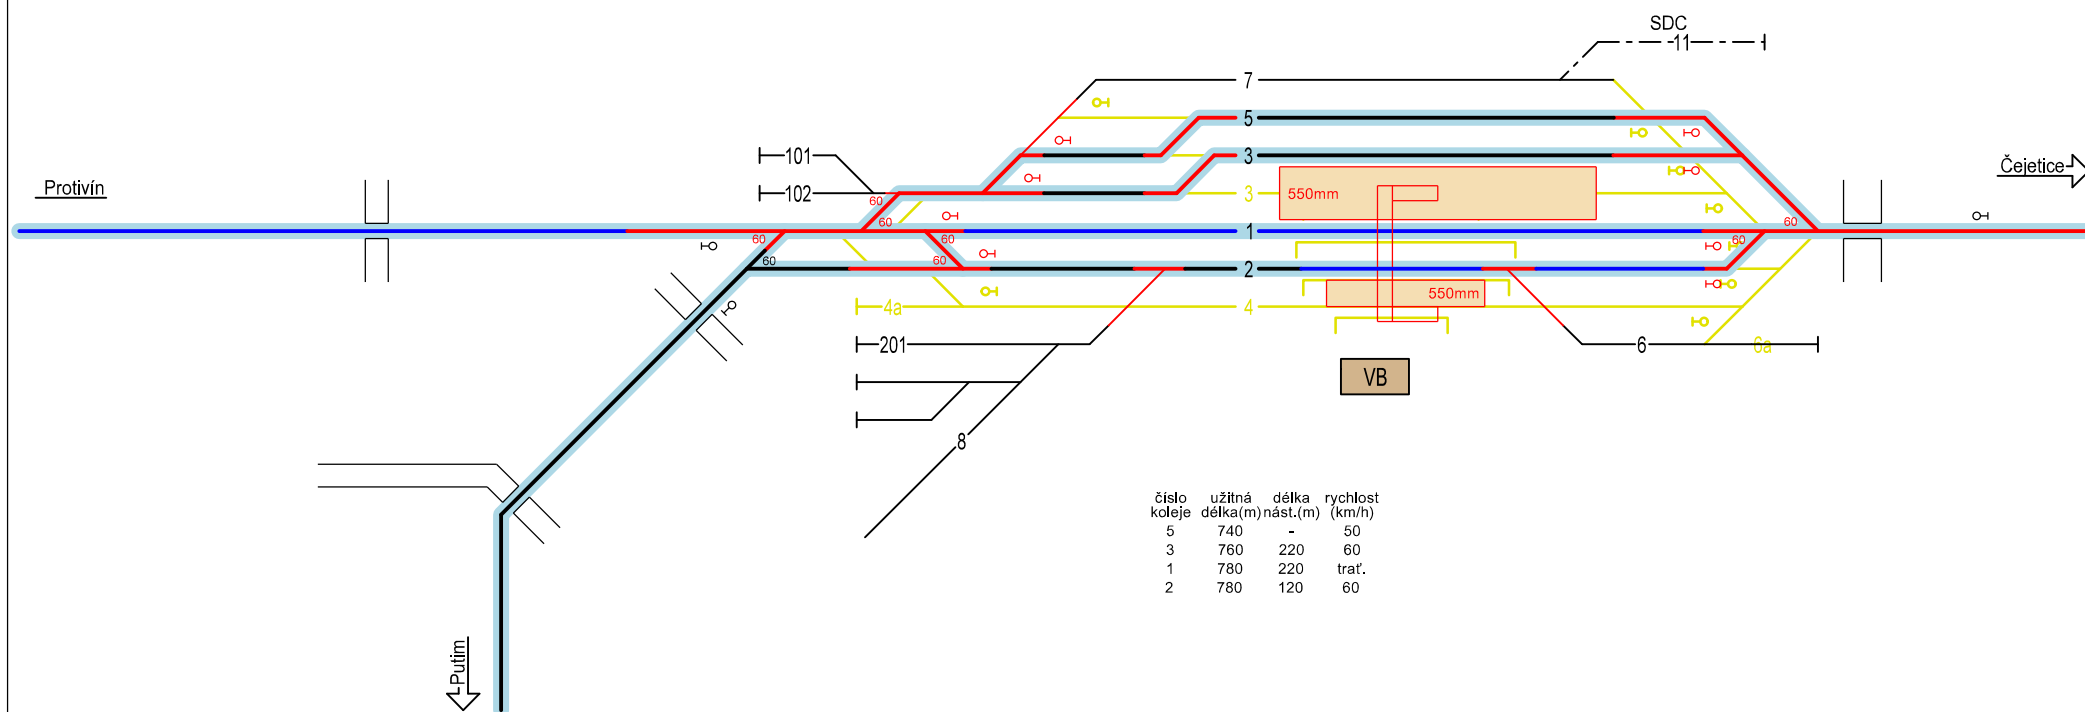 SDC
11
7
5
101
3
Čejetice
Protivín
102
60
3
550mm
60
60
1
60
60
60
60
60
2
4a
4
550mm
201
6
6a
VB
8
číslo koleje užitná délka(m) délka nást.(m) rychlost (km/h)
5 740 - 50
3 760 220 60
1 780 220 trať.
2 780 120 60
Putim